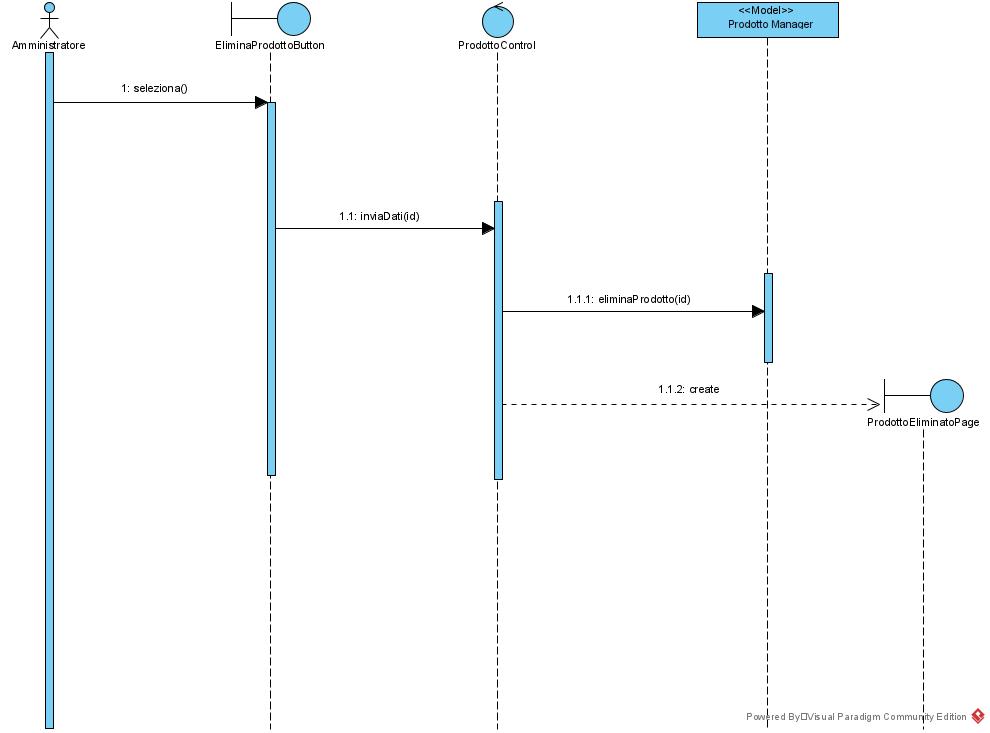 <<Model>>
Prodotto Manager
Amministratore
EliminaProdottoButton
ProdottoControl
1: seleziona()
1.1: inviaDati(id)
1.1.1: eliminaProdotto(id)
1.1.2: create
ProdottoEliminatoPage
Powered By□Visual Paradigm Community Edition